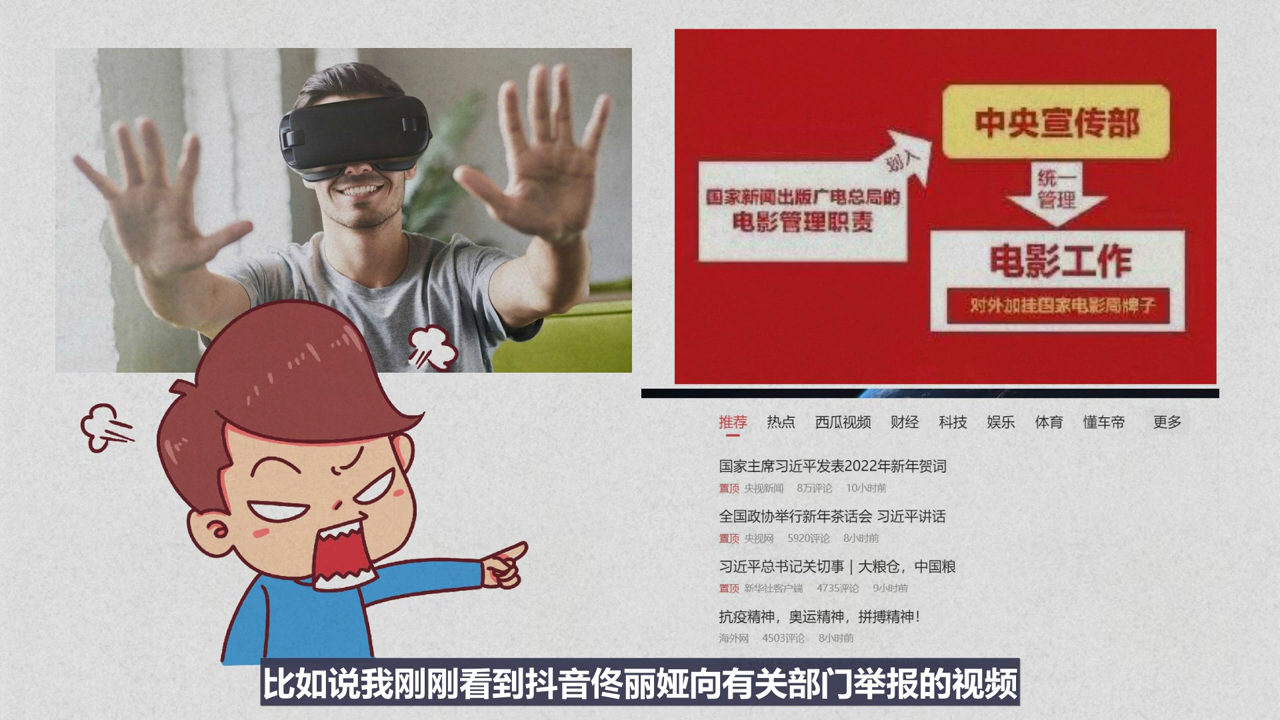 中央宣传部
划入
统一
管理
国家新闻出版广电总局的
电影管理职责
电影工作
对外加挂国家电影局牌子
推荐 热点 西瓜视频 财经 科技 娱乐 体育 懂车帝 更多
国家主席习近平发表2022年新年贺词
置顶 央视新闻 8万评论 10小时前
全国政协举行新年茶话会 习近平讲话
置顶 央视网 5920评论 8小时前
习近平总书记关切事｜大粮仓，中国粮
置顶 新华社客户端 4735评论 9小时前
抗疫精神，奥运精神，拼搏精神！
海外网 4503评论 8小时前
比如说我刚刚看到抖音佟丽娅向有关部门举报的视频